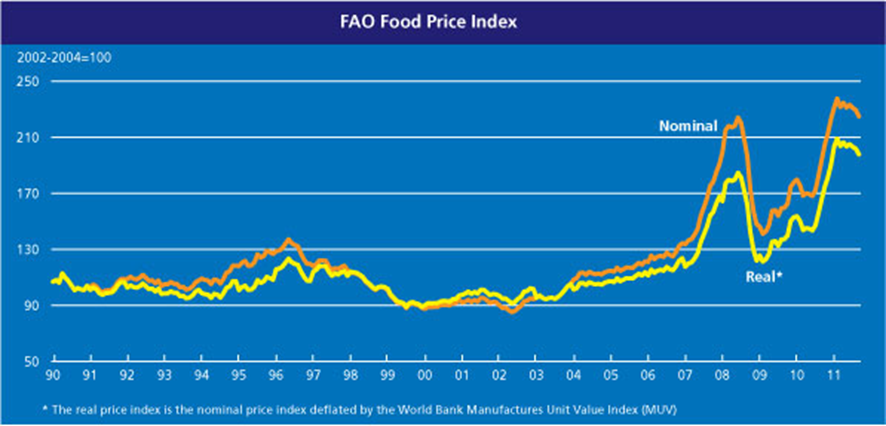 FAO Food Price Index
2002-2004=100
250
210
Nominal
170
130
Real*
90
50
90 91 92 93 94 95 96 97 98 99 00 01 02 03 04 05 06 07 08 09 10 11
* The real price index is the nominal price index deflated by the World Bank Manufactures Unit Value Index (MUV)